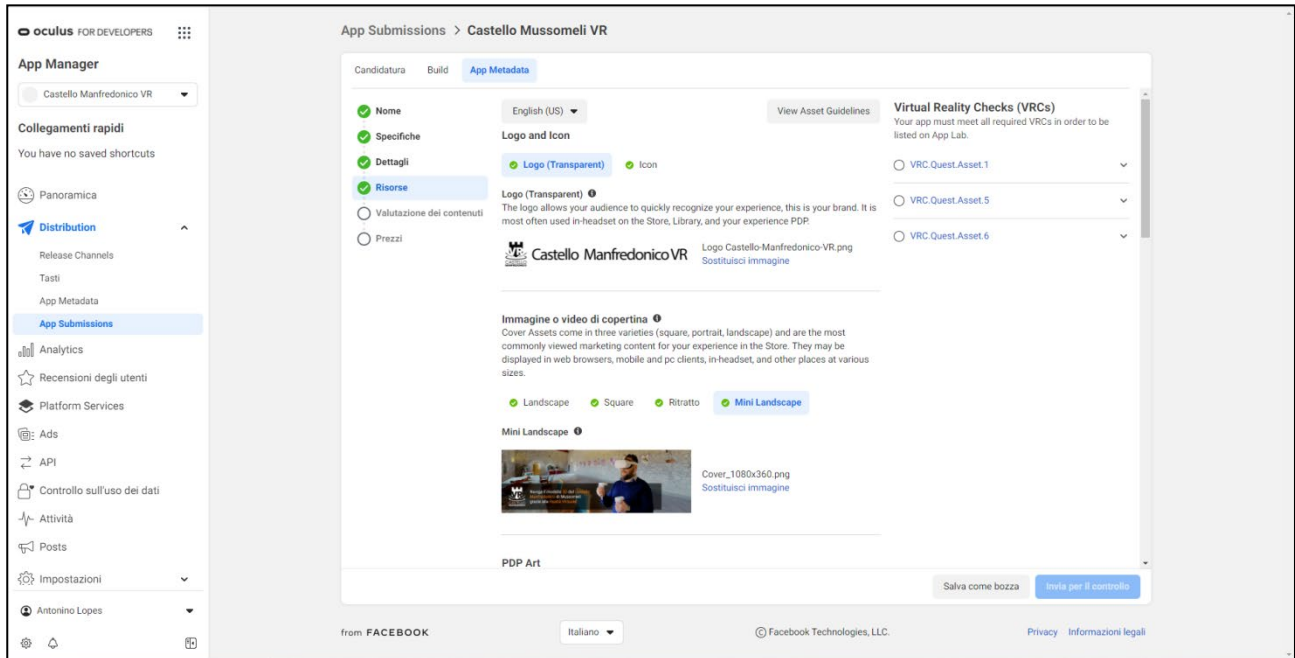 oculus FOR DEVELOPERS
App Manager
Castello Manfredonico VR
Collegamenti rapidi
You have no saved shortcuts
Panoramica
Distribution
Release Channels
Tasti
App Metadata
App Submissions
Analytics
Recensioni degli utenti
Platform Services
Ads
API
Controllo sull'uso dei dati
Attività
Posts
Impostazioni
Antonino Lopes
App Submissions > Castello Mussomeli VR
Candidatura Build App Metadata
Nome
Specifiche
Dettagli
Risorse
Valutazione dei contenuti
Prezzi
English (US)
View Asset Guidelines
Logo and Icon
Logo (Transparent) Icon
Logo (Transparent)
The logo allows your audience to quickly recognize your experience, this is your brand. It is
most often used in-headset on the Store, Library, and your experience PDP.
Castello Manfredonico VR
Logo Castello-Manfredonico-VR.png
Sostituisci immagine
Immagine o video di copertina
Cover Assets come in three varieties (square, portrait, landscape) and are the most
commonly viewed marketing content for your experience in the Store. They may be
displayed in web browsers, mobile and pc clients, in-headset, and other places at various
sizes.
Landscape Square Ritratto Mini Landscape
Mini Landscape
Cover_1080x360.png
Sostituisci immagine
PDP Art
Virtual Reality Checks (VRCs)
Your app must meet all required VRCs in order to be
listed on App Lab.
VRC.Quest.Asset.1
VRC.Quest.Asset.5
VRC.Quest.Asset.6
Salva come bozza Invia per il controllo
from FACEBOOK
Italiano
© Facebook Technologies, LLC.
Privacy Informazioni legali